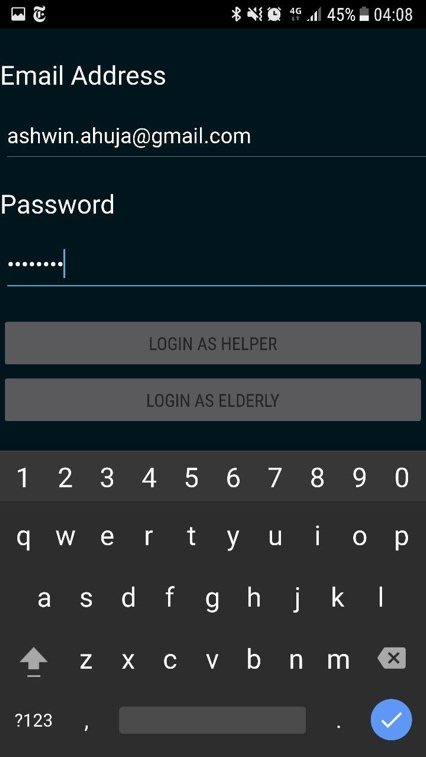 4G
45% 04:08
Email Address
ashwin.ahuja@gmail.com
Password
••••••••
LOGIN AS HELPER
LOGIN AS ELDERLY
1 2 3 4 5 6 7 8 9 0
q w e r t y u i o p
a s d f g h j k l
z x c v b n m
?123 , .